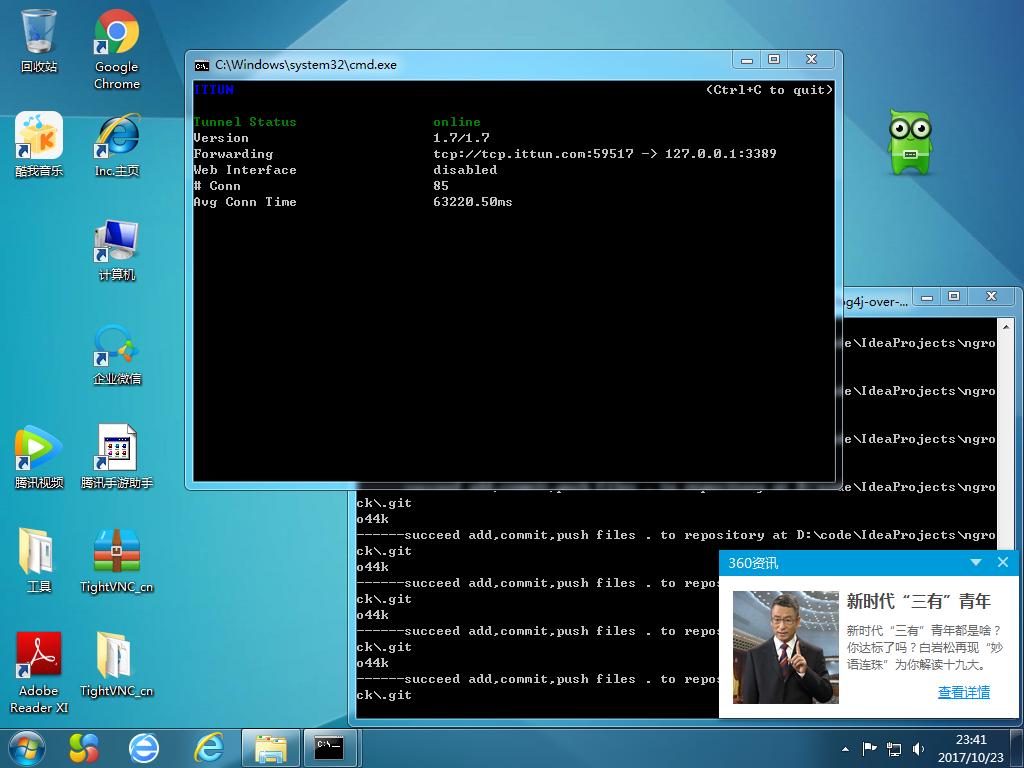 回收站
Google
Chrome
酷我音乐
Inc.主页
计算机
企业微信
腾讯视频
腾讯手游助手
工具
TightVNC_cn
Adobe
Reader XI
TightVNC_cn
C:\Windows\system32\cmd.exe
ITTUN (Ctrl+C to quit)
Tunnel Status online
Version 1.7/1.7
Forwarding tcp://tcp.ittun.com:59517 -> 127.0.0.1:3389
Web Interface disabled
# Conn 85
Avg Conn Time 63220.50ms
og4j-over-...
e\IdeaProjects\ngro
e\IdeaProjects\ngro
e\IdeaProjects\ngro
e\IdeaProjects\ngro
ck\.git
o44k
------succeed add,commit,push files . to repository at D:\code\IdeaProjects\ngro
ck\.git
o44k
------succeed add,commit,push files . to repos
ck\.git
o44k
------succeed add,commit,push files . to repos
ck\.git
o44k
------succeed add,commit,push files . to repos
ck\.git
360资讯
新时代“三有”青年
新时代“三有”青年都是啥？
你达标了吗？白岩松再现“妙
语连珠”为你解读十九大。
查看详情
C:\_
23:41
2017/10/23